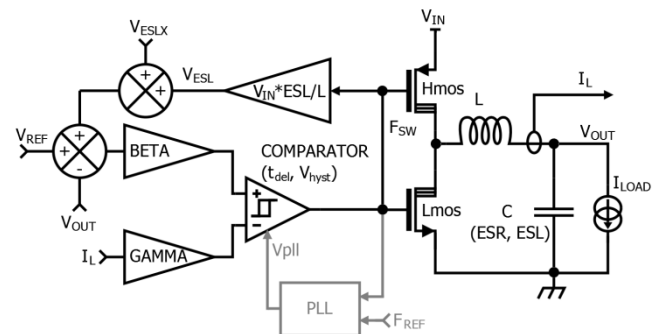 V_ESLX
V_IN
V_ESL
V_IN*ESL/L
Hmos
I_L
L
V_REF
F_SW
V_OUT
BETA
COMPARATOR
(t_del, V_hyst)
I_LOAD
Lmos
C
(ESR, ESL)
V_OUT
I_L
GAMMA
Vpll
PLL
F_REF